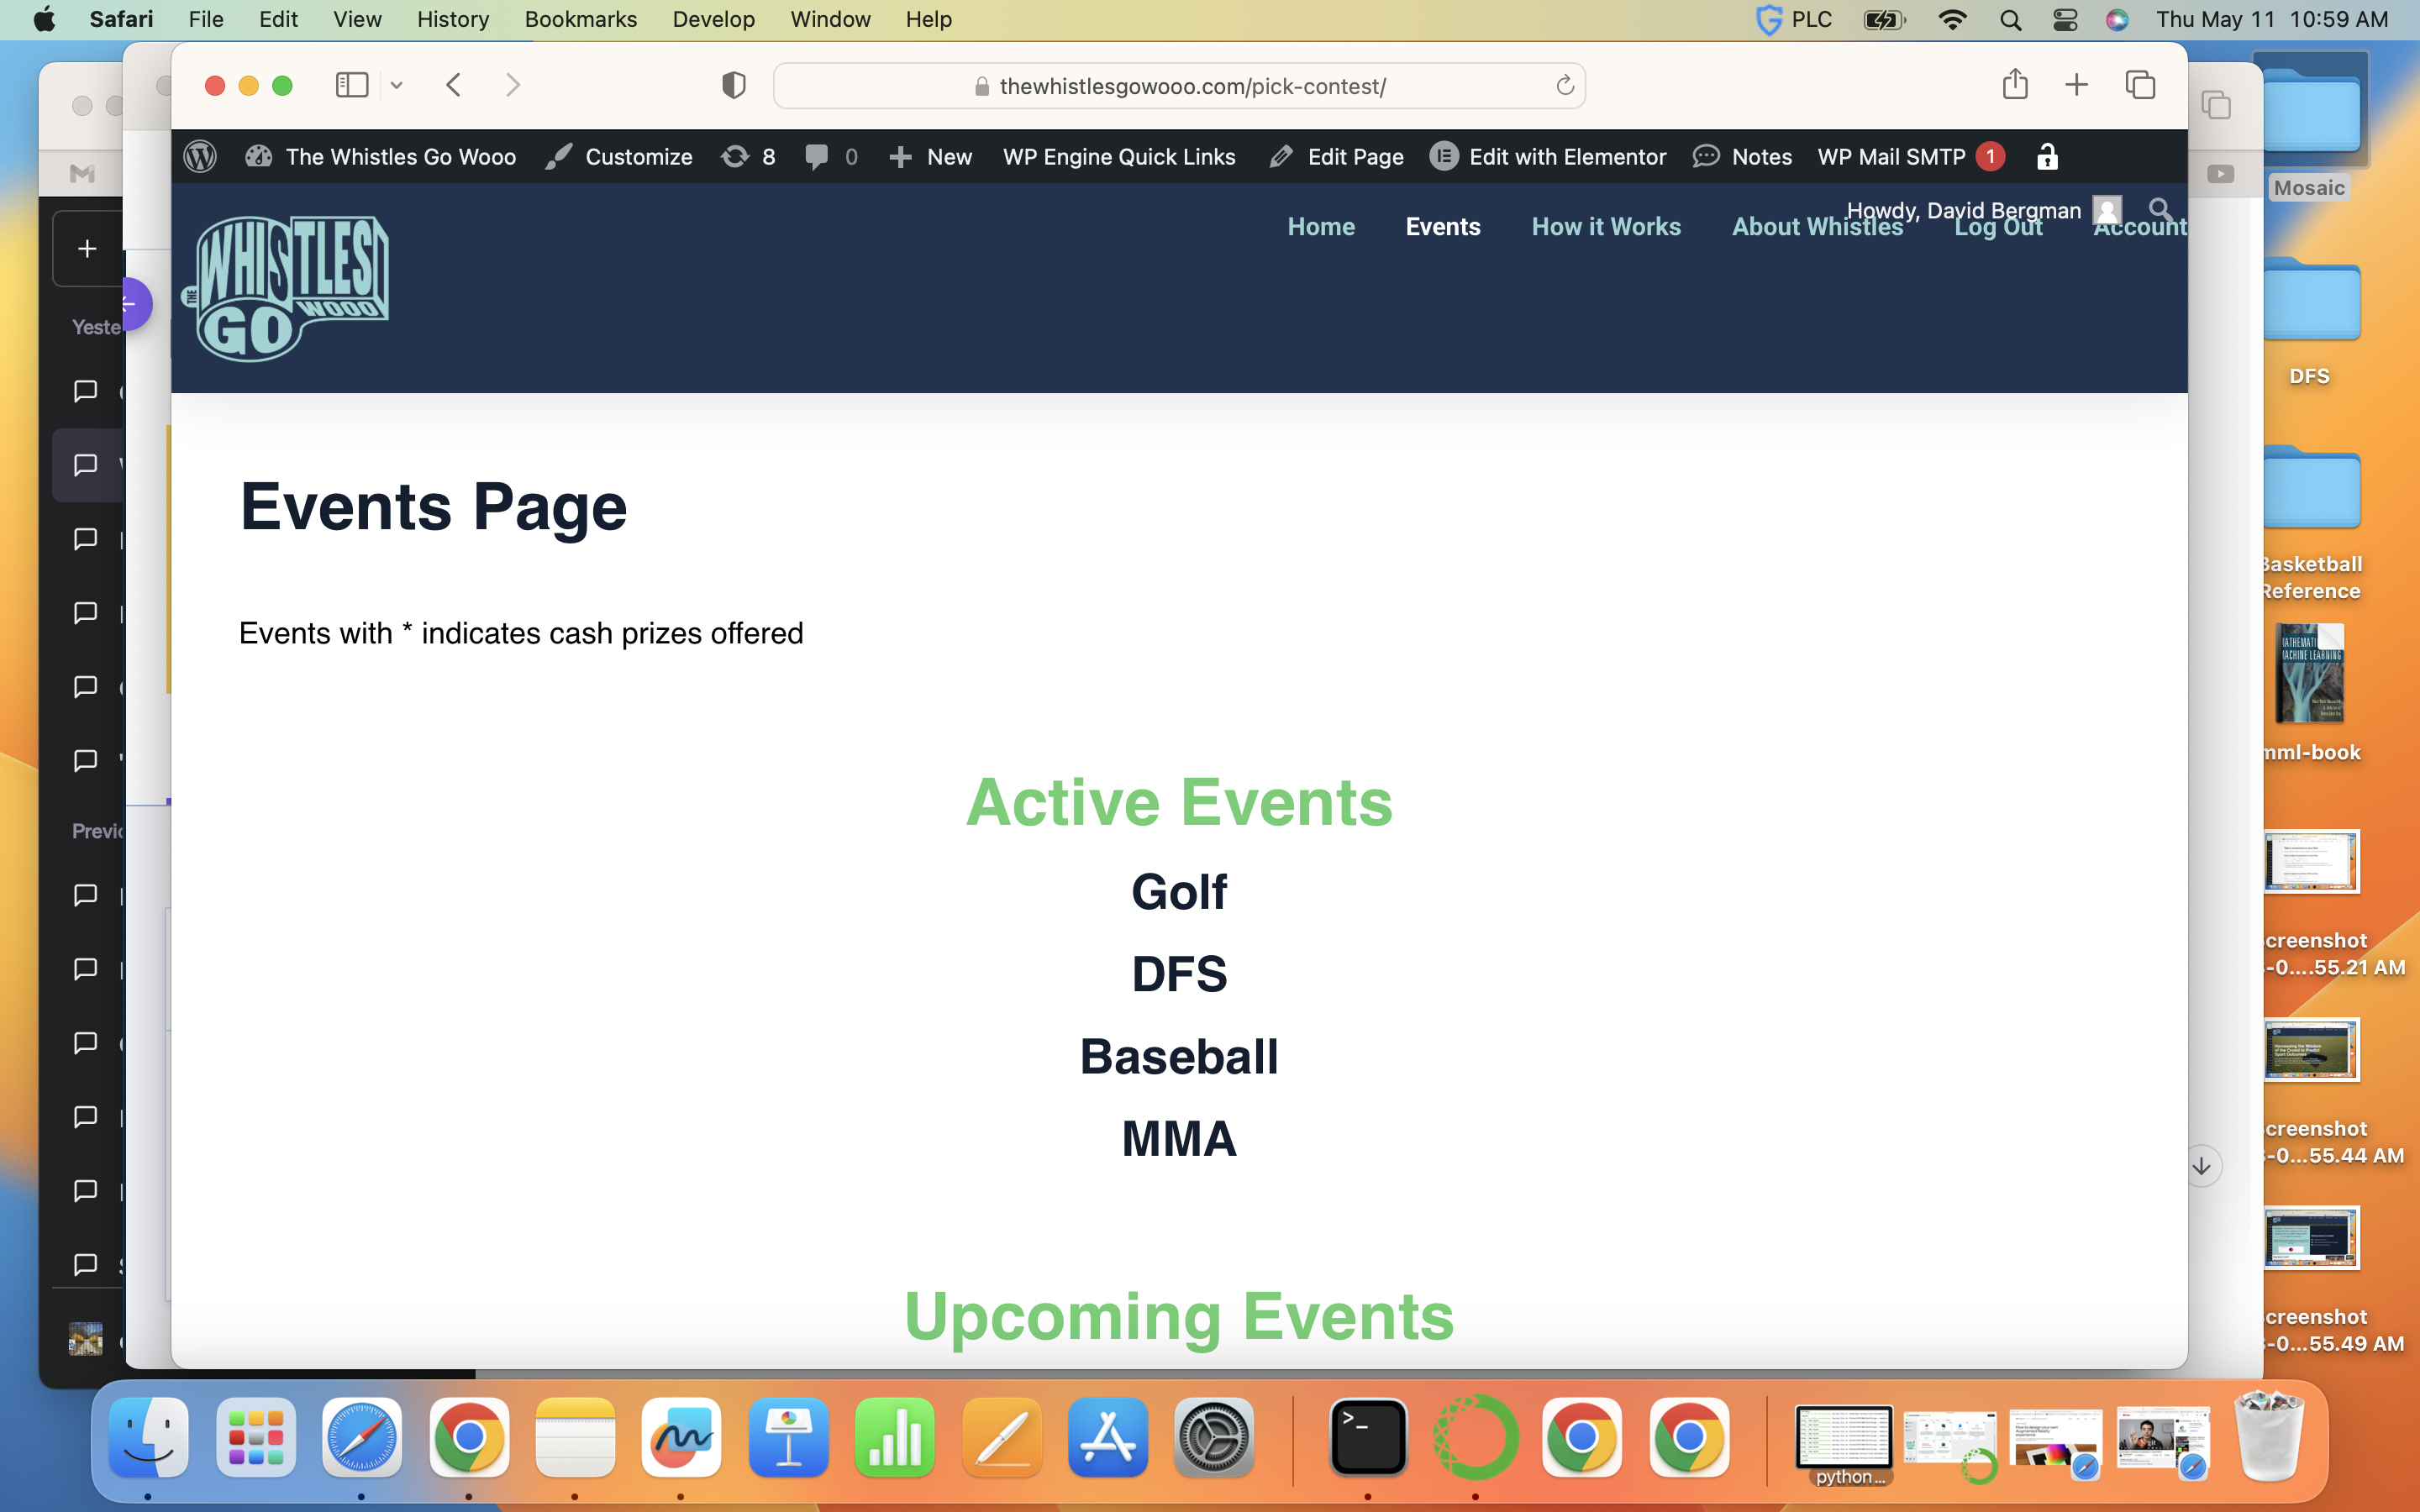 Safari File Edit View History Bookmarks Develop Window Help PLC Thu May 11 10:59 AM
thewhistlesgowooo.com/pick-contest/
The Whistles Go Wooo Customize 8 0 New WP Engine Quick Links Edit Page Edit with Elementor Notes WP Mail SMTP 1
Howdy, David Bergman
Home Events How it Works About Whistles Log Out Account
THE WHISTLES GO WOOO
Events Page
Events with * indicates cash prizes offered
Active Events
Golf
DFS
Baseball
MMA
Upcoming Events
Yeste
Previo
Mosaic
DFS
Basketball
Reference
mml-book
creenshot
-0....55.21 AM
creenshot
-0...55.44 AM
creenshot
-0...55.49 AM
python ...